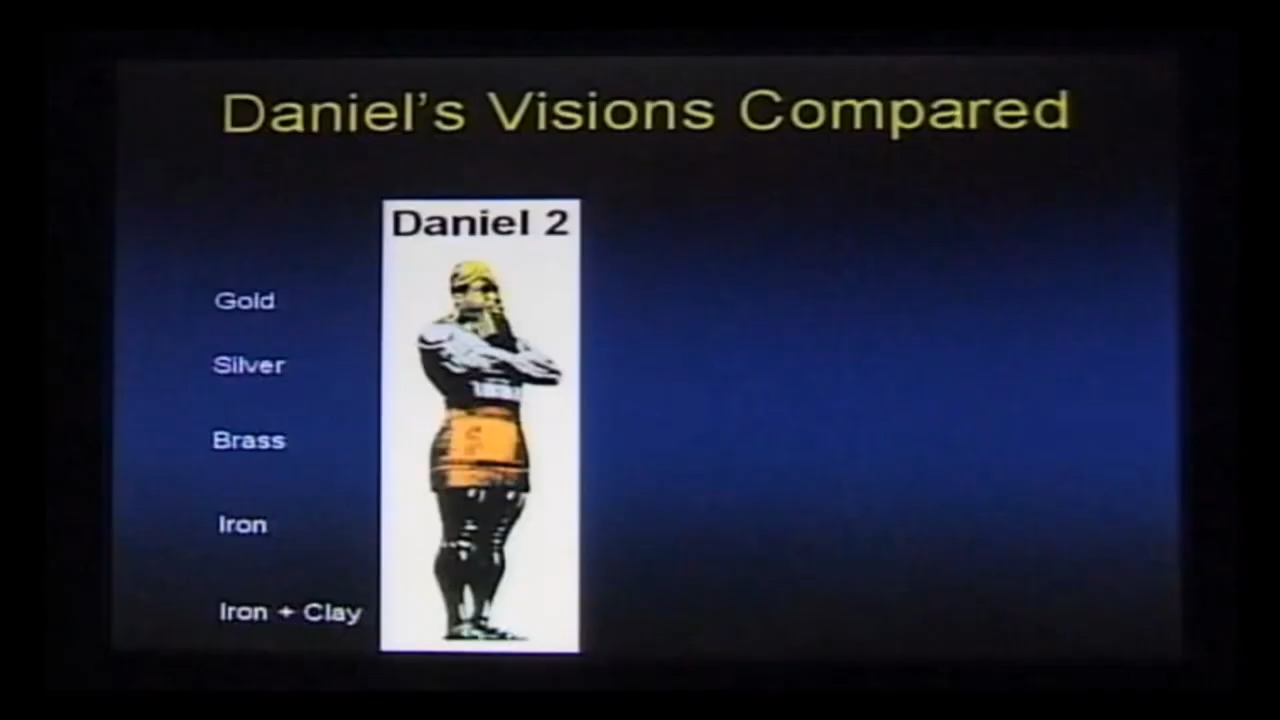 Daniel's Visions Compared
Daniel 2
Gold
Silver
Brass
Iron
Iron + Clay